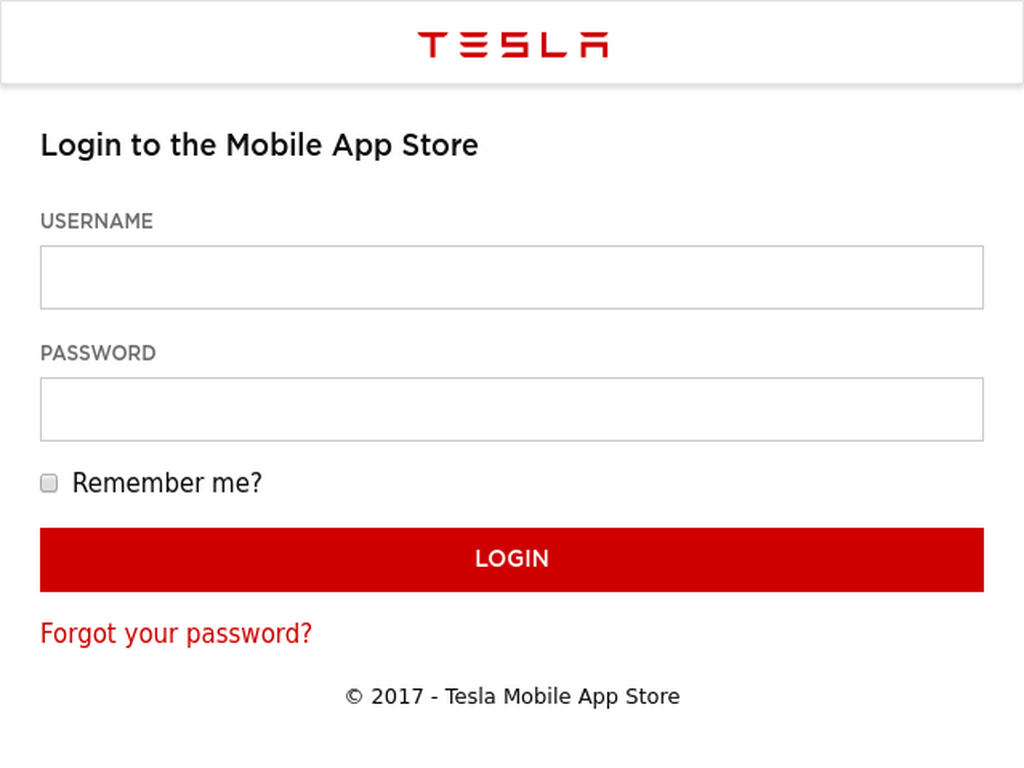 TESLA
Login to the Mobile App Store
USERNAME
PASSWORD
Remember me?
LOGIN
Forgot your password?
© 2017 - Tesla Mobile App Store